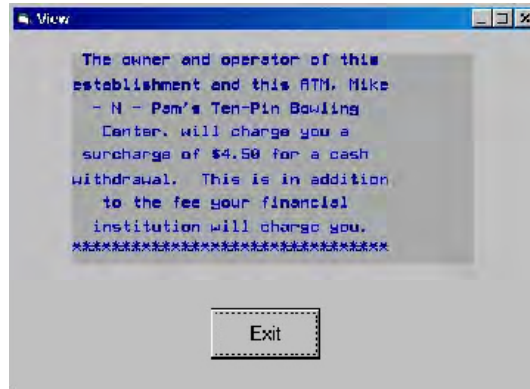 View
The owner and operator of this
establishment and this ATM, Mike
- N - Pam's Ten-Pin Bowling
Center, will charge you a
surcharge of $4.50 for a cash
withdrawal. This is in addition
to the fee your financial
institution will charge you.
********************************
Exit